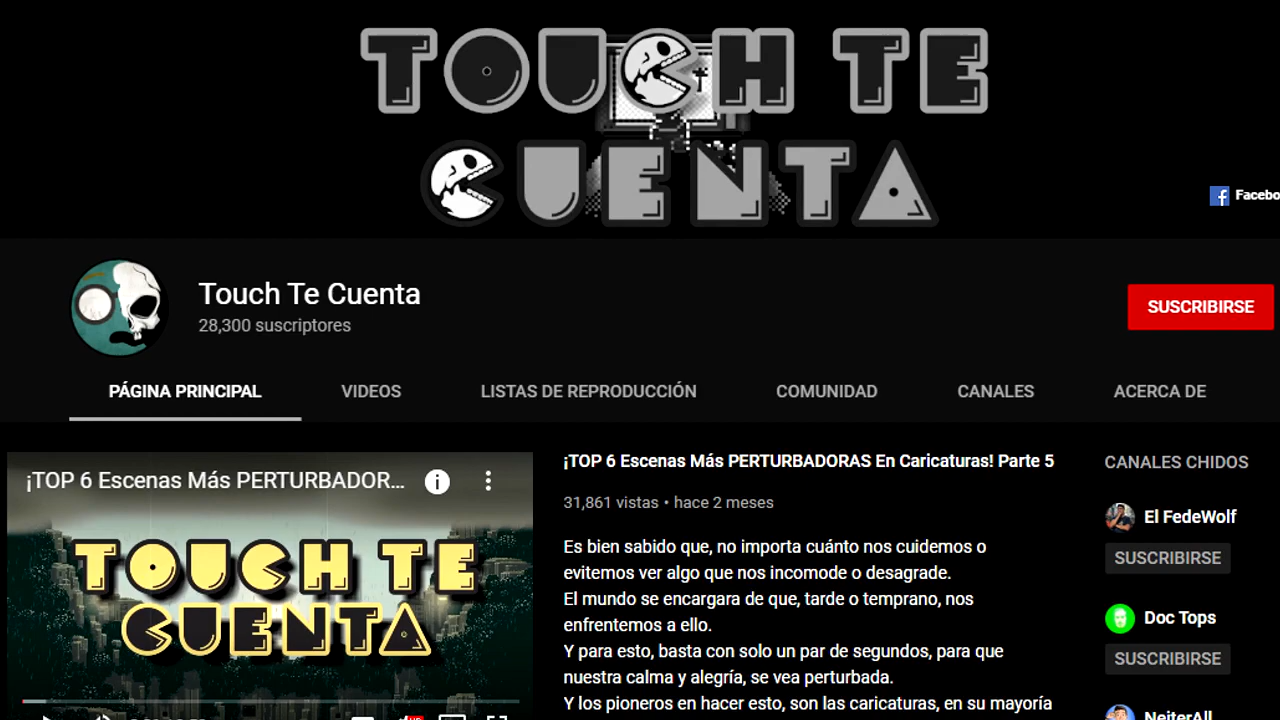 TOUCH TE
CUENTA
Facebo
Touch Te Cuenta
28,300 suscriptores
SUSCRIBIRSE
PÁGINA PRINCIPAL
VIDEOS
LISTAS DE REPRODUCCIÓN
COMUNIDAD
CANALES
ACERCA DE
¡TOP 6 Escenas Más PERTURBADOR...
TOUCH TE
CUENTA
¡TOP 6 Escenas Más PERTURBADORAS En Caricaturas! Parte 5
31,861 vistas • hace 2 meses
Es bien sabido que, no importa cuánto nos cuidemos o
evitemos ver algo que nos incomode o desagrade.
El mundo se encargara de que, tarde o temprano, nos
enfrentemos a ello.
Y para esto, basta con solo un par de segundos, para que
nuestra calma y alegría, se vea perturbada.
Y los pioneros en hacer esto, son las caricaturas, en su mayoría
CANALES CHIDOS
El FedeWolf
SUSCRIBIRSE
Doc Tops
SUSCRIBIRSE
NeiterAll